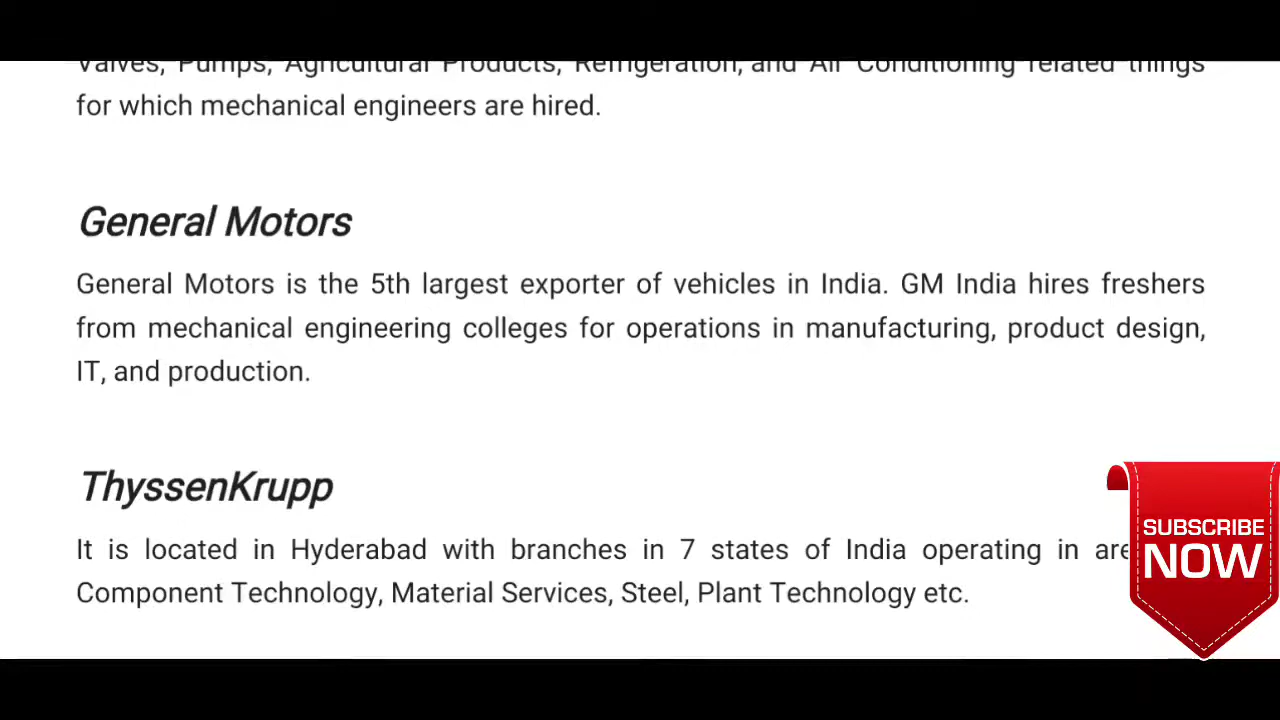 Valves, Pumps, Agricultural Products, Refrigeration, and Air Conditioning related things
for which mechanical engineers are hired.
General Motors
General Motors is the 5th largest exporter of vehicles in India. GM India hires freshers
from mechanical engineering colleges for operations in manufacturing, product design,
IT, and production.
ThyssenKrupp
It is located in Hyderabad with branches in 7 states of India operating in
Component Technology, Material Services, Steel, Plant Technology etc.
SUBSCRIBE
NOW